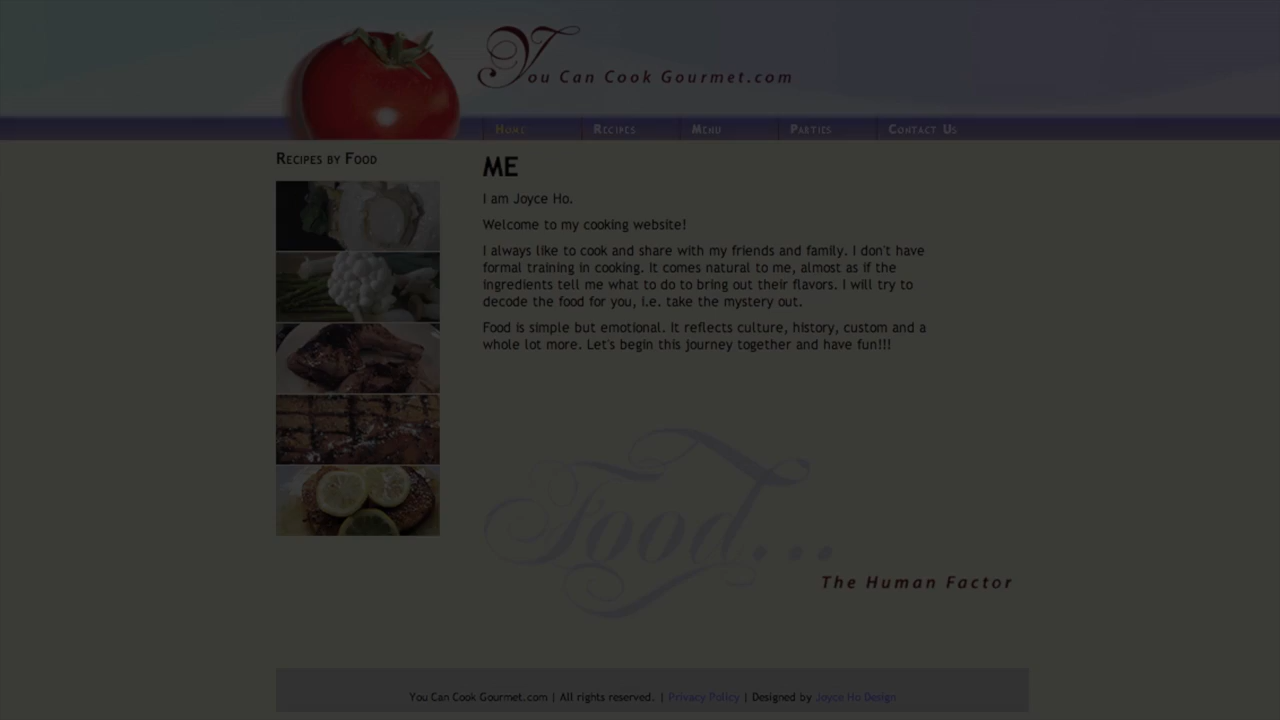 You Can Cook Gourmet.com
Home Recipes Menu Parties Contact Us
Recipes by Food
ME
I am Joyce Ho.
Welcome to my cooking website!
I always like to cook and share with my friends and family. I don't have
formal training in cooking. It comes natural to me, almost as if the
ingredients tell me what to do to bring out their flavors. I will try to
decode the food for you, i.e. take the mystery out.
Food is simple but emotional. It reflects culture, history, custom and a
whole lot more. Let's begin this journey together and have fun!!!
Food...
The Human Factor
You Can Cook Gourmet.com | All rights reserved. | Privacy Policy | Designed by Joyce Ho Design